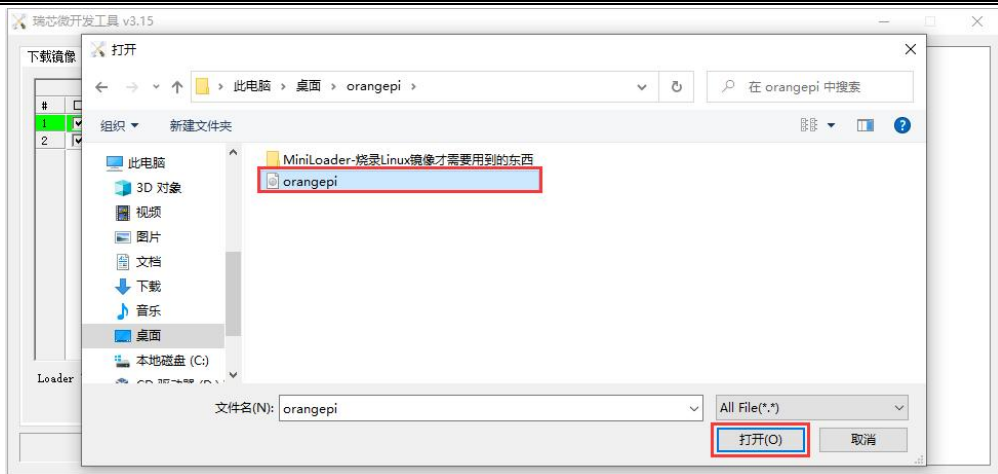 瑞芯微开发工具 v3.15
下载镜像
打开
此电脑 › 桌面 › orangepi ›
在 orangepi 中搜索
组织
新建文件夹
#
1
2
此电脑
3D 对象
视频
图片
文档
下载
音乐
桌面
本地磁盘 (C:)
MiniLoader-烧录Linux镜像才需要用到的东西
orangepi
Loader
文件名(N): orangepi
All File(*.*)
打开(O)
取消